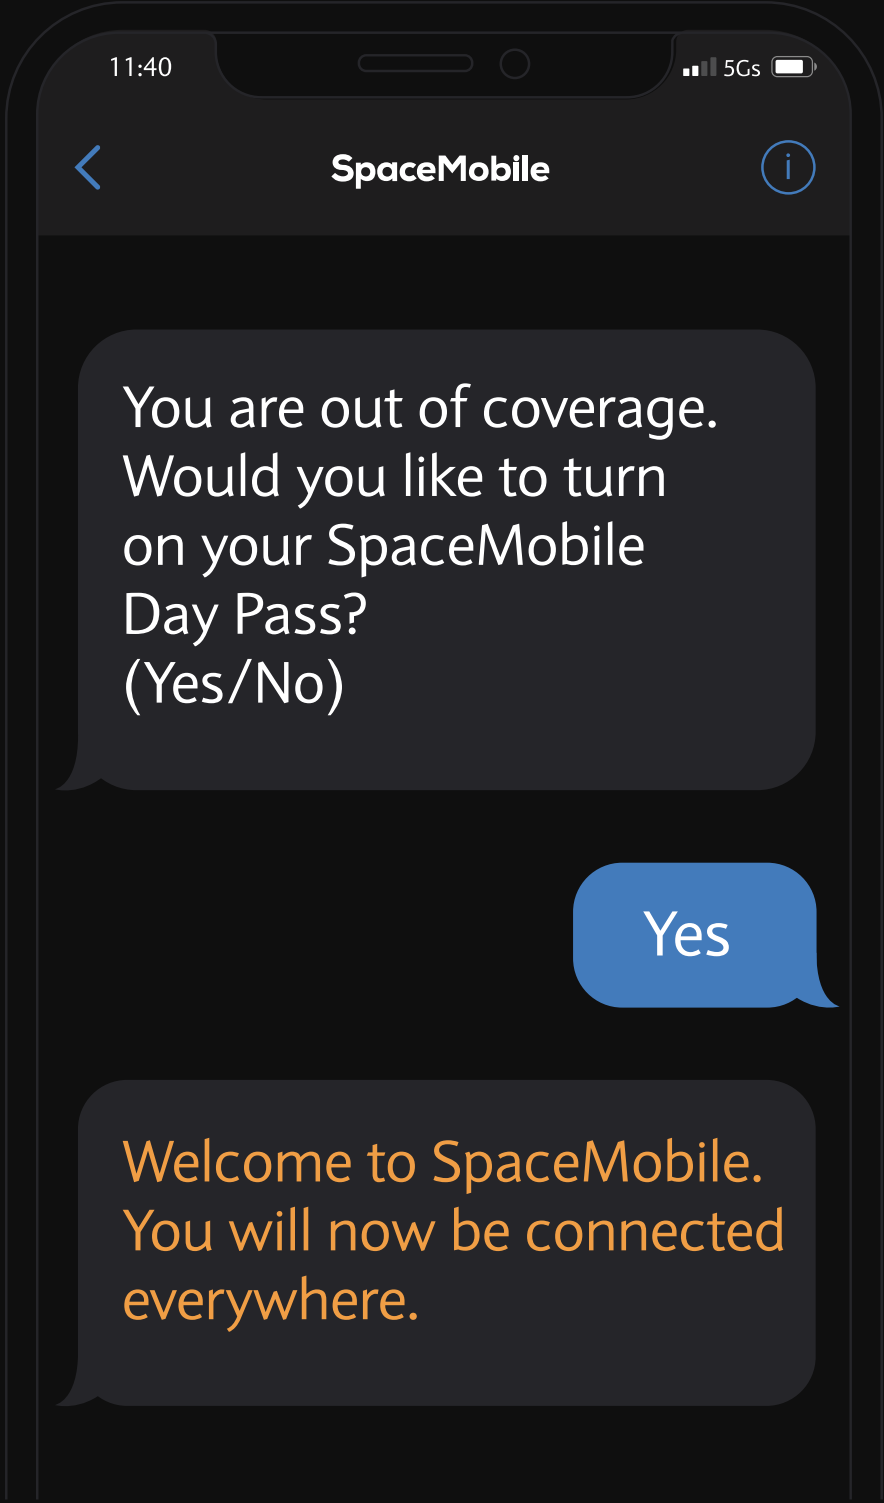 11:40
5Gs
SpaceMobile
i
You are out of coverage.
Would you like to turn
on your SpaceMobile
Day Pass?
(Yes/No)
Yes
Welcome to SpaceMobile.
You will now be connected
everywhere.